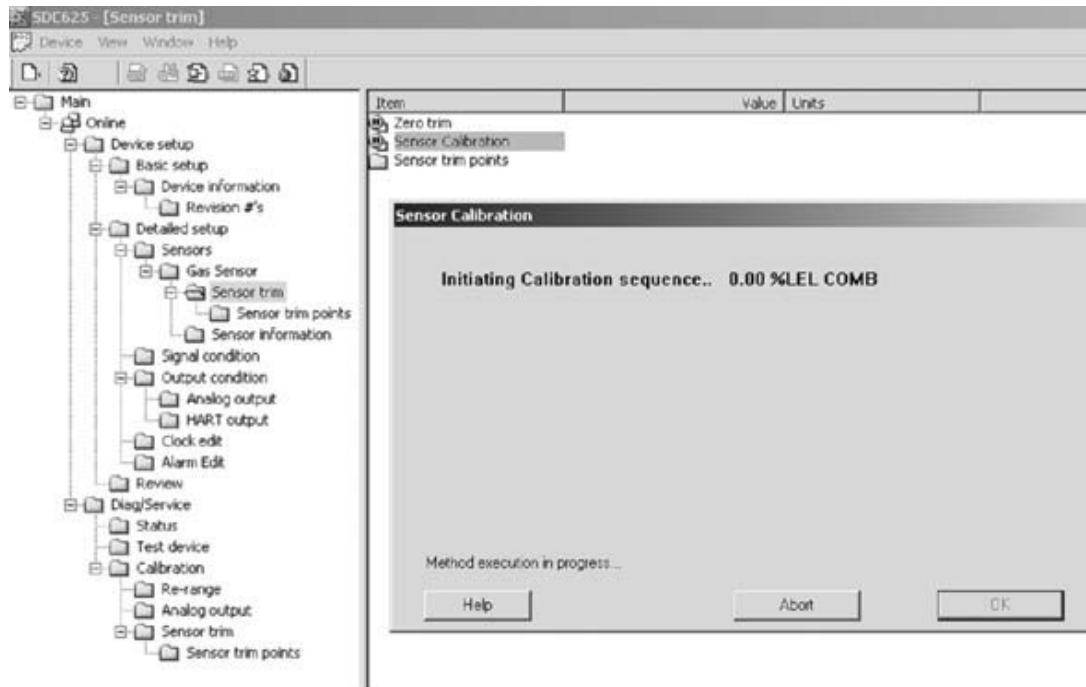 SDC625 - [Sensor trim]
Device View Window Help
Main
Online
Device setup
Basic setup
Device information
Revision #'s
Detailed setup
Sensors
Gas Sensor
Sensor trim
Sensor trim points
Sensor information
Signal condition
Output condition
Analog output
HART output
Clock edit
Alarm Edit
Review
Diag/Service
Status
Test device
Calibration
Re-range
Analog output
Sensor trim
Sensor trim points
Item Value Units
Zero trim
Sensor Calibration
Sensor trim points
Sensor Calibration
Initiating Calibration sequence.. 0.00 %LEL COMB
Method execution in progress...
Help Abort OK